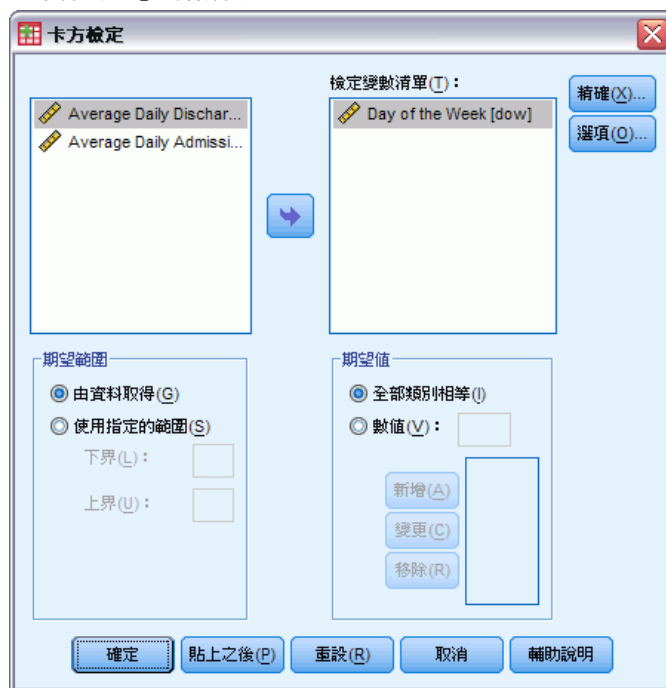 卡方檢定
檢定變數清單(T)：
Average Daily Dischar...
Average Daily Admissi...
Day of the Week [dow]
精確(X)...
選項(O)...
期望範圍
由資料取得(G)
使用指定的範圍(S)
下界(L)：
上界(U)：
期望值
全部類別相等(I)
數值(V)：
新增(A)
變更(C)
移除(R)
確定
貼上之後(P)
重設(R)
取消
輔助說明